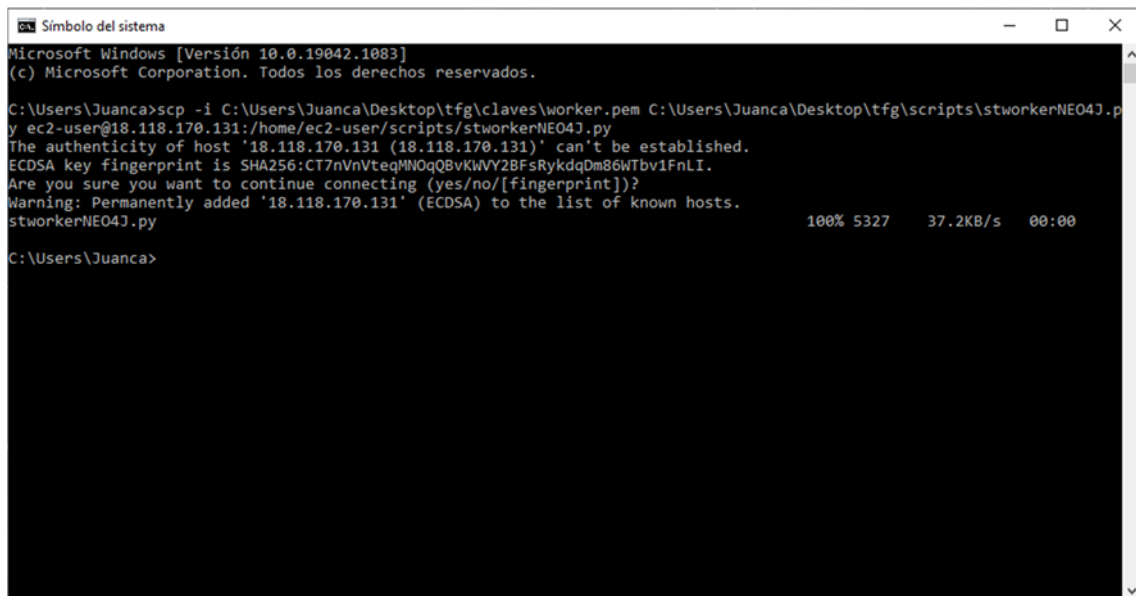 Símbolo del sistema
Microsoft Windows [Versión 10.0.19042.1083]
(c) Microsoft Corporation. Todos los derechos reservados.
C:\Users\Juanca>scp -i C:\Users\Juanca\Desktop\tfg\claves\worker.pem C:\Users\Juanca\Desktop\tfg\scripts\stworkerNEO4J.p
y ec2-user@18.118.170.131:/home/ec2-user/scripts/stworkerNEO4J.py
The authenticity of host '18.118.170.131 (18.118.170.131)' can't be established.
ECDSA key fingerprint is SHA256:CT7nVnVteqMNOqQBvKWVY2BFsRykdqDm86WTbv1FnLI.
Are you sure you want to continue connecting (yes/no/[fingerprint])?
Warning: Permanently added '18.118.170.131' (ECDSA) to the list of known hosts.
stworkerNEO4J.py 100% 5327 37.2KB/s 00:00
C:\Users\Juanca>